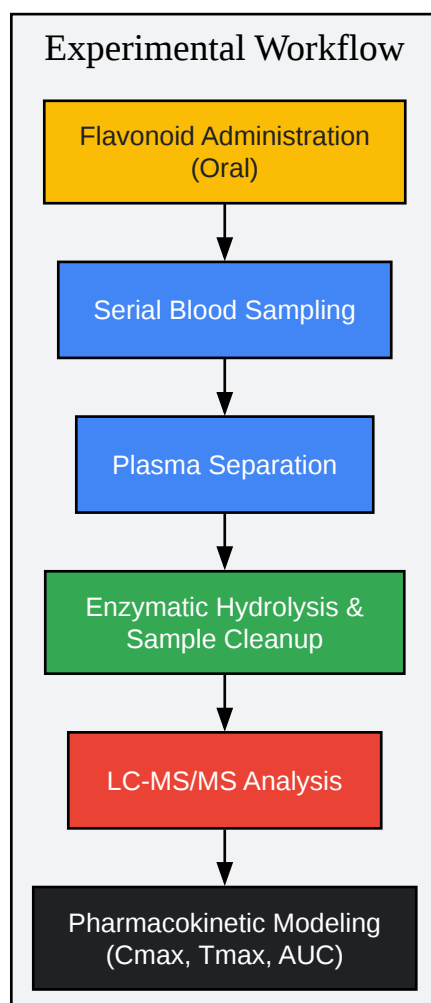 Experimental Workflow
Flavonoid Administration
(Oral)
Serial Blood Sampling
Plasma Separation
Enzymatic Hydrolysis &
Sample Cleanup
LC-MS/MS Analysis
Pharmacokinetic Modeling
(Cmax, Tmax, AUC)